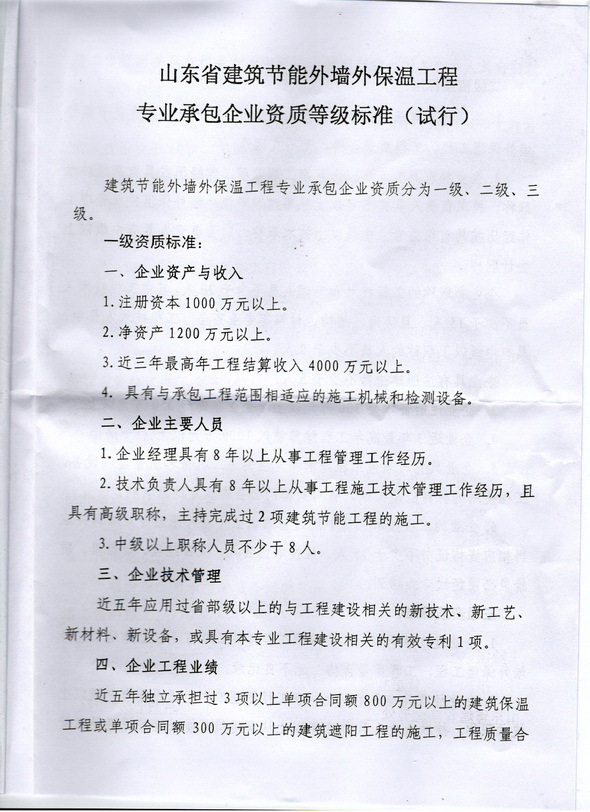 山东省建筑节能外墙外保温工程
专业承包企业资质等级标准（试行）
建筑节能外墙外保温工程专业承包企业资质分为一级、二级、三
级。
一级资质标准：
一、企业资产与收入
1.注册资本1000万元以上。
2.净资产1200万元以上。
3.近三年最高年工程结算收入4000万元以上。
4．具有与承包工程范围相适应的施工机械和检测设备。
二、企业主要人员
1.企业经理具有8年以上从事工程管理工作经历。
2.技术负责人具有8年以上从事工程施工技术管理工作经历，且
具有高级职称，主持完成过2项建筑节能工程的施工。
3.中级以上职称人员不少于8人。
三、企业技术管理
近五年应用过省部级以上的与工程建设相关的新技术、新工艺、
新材料、新设备，或具有本专业工程建设相关的有效专利1项。
四、企业工程业绩
近五年独立承担过3项以上单项合同额800万元以上的建筑保温
工程或单项合同额300万元以上的建筑遮阳工程的施工，工程质量合